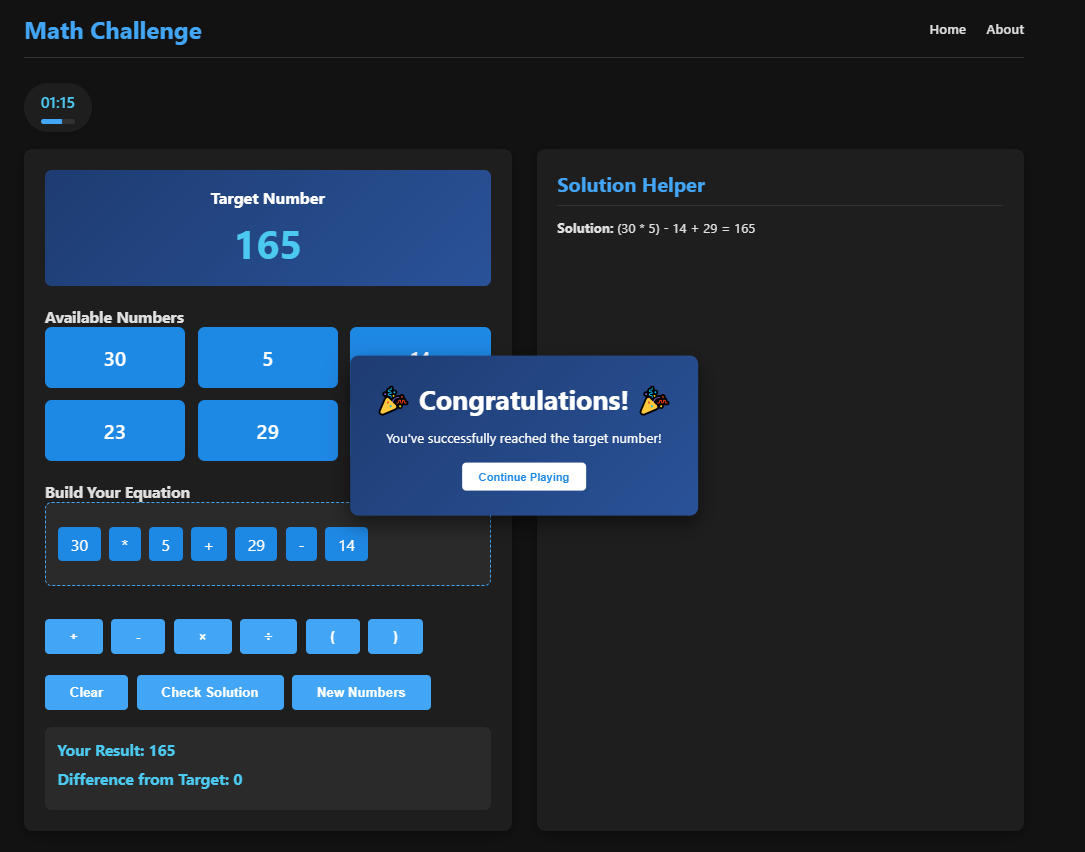 Math Challenge
Home About
01:15
Target Number
165
Available Numbers
30 5
23 29
Build Your Equation
30 * 5 + 29 - 14
+ - × ÷ ( )
Clear Check Solution New Numbers
Your Result: 165
Difference from Target: 0
Solution Helper
Solution: (30 * 5) - 14 + 29 = 165
🎉 Congratulations! 🎉
You've successfully reached the target number!
Continue Playing